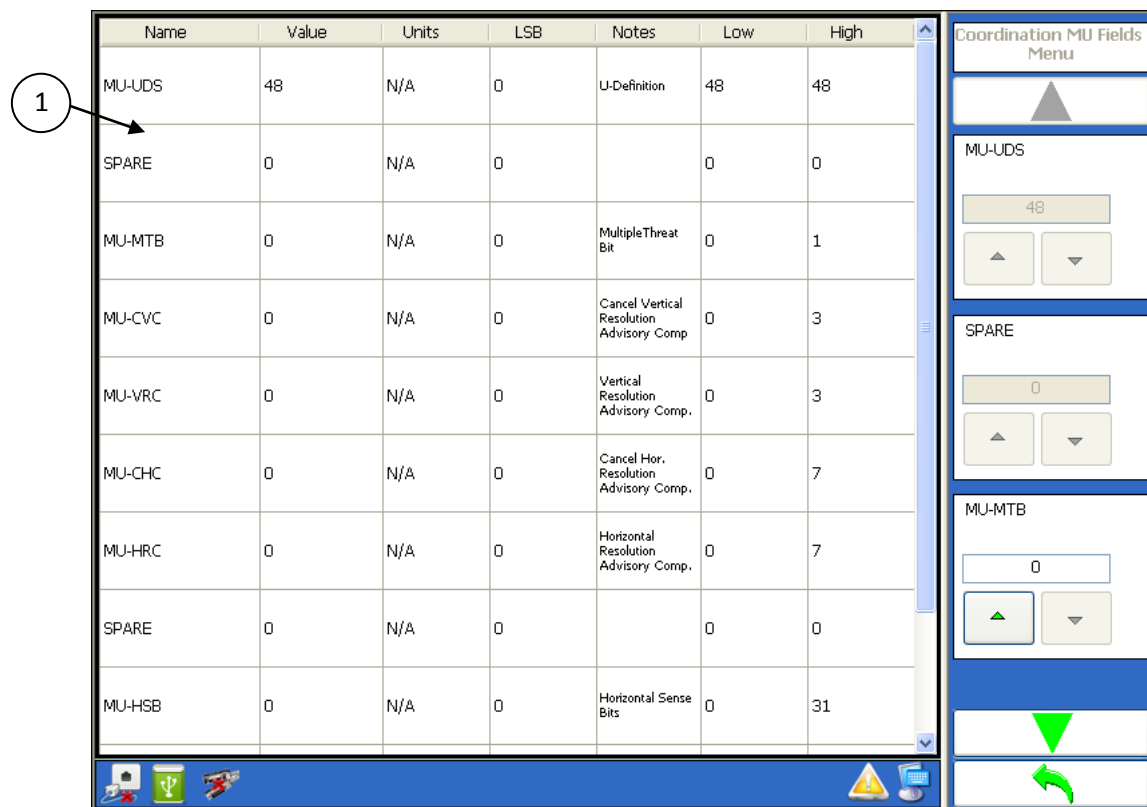 Name Value Units LSB Notes Low High
MU-UDS 48 N/A 0 U-Definition 48 48
1
SPARE 0 N/A 0 0 0
MU-MTB 0 N/A 0 MultipleThreat Bit 0 1
MU-CVC 0 N/A 0 Cancel Vertical Resolution Advisory Comp 0 3
MU-VRC 0 N/A 0 Vertical Resolution Advisory Comp. 0 3
MU-CHC 0 N/A 0 Cancel Hor. Resolution Advisory Comp. 0 7
MU-HRC 0 N/A 0 Horizontal Resolution Advisory Comp. 0 7
SPARE 0 N/A 0 0 0
MU-HSB 0 N/A 0 Horizontal Sense Bits 0 31
Coordination MU Fields
Menu
MU-UDS
48
SPARE
0
MU-MTB
0